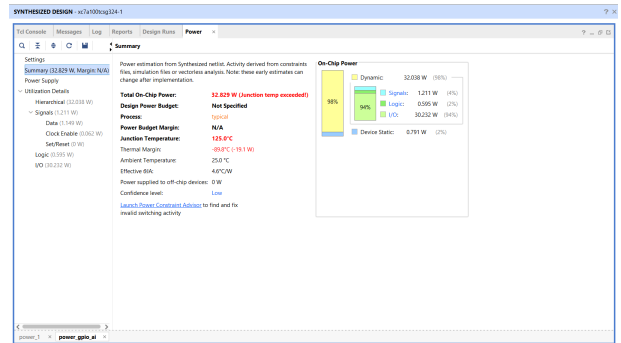 SYNTHESIZED DESIGN - xc7a100tcsg324-1
Tcl Console Messages Log Reports Design Runs Power
Summary
Settings
Summary (32.829 W, Margin: N/A)
Power Supply
Utilization Details
Hierarchical (32.038 W)
Signals (1.211 W)
Data (1.149 W)
Clock Enable (0.062 W)
Set/Reset (0 W)
Logic (0.595 W)
I/O (30.232 W)
Power estimation from Synthesized netlist. Activity derived from constraints
files, simulation files or vectorless analysis. Note: these early estimates can
change after implementation.
Total On-Chip Power: 32.829 W (Junction temp exceeded!)
Design Power Budget: Not Specified
Process: typical
Power Budget Margin: N/A
Junction Temperature: 125.0°C
Thermal Margin: -89.8°C (-19.1 W)
Ambient Temperature: 25.0 °C
Effective θJA: 4.6°C/W
Power supplied to off-chip devices: 0 W
Confidence level: Low
Launch Power Constraint Advisor to find and fix
invalid switching activity
On-Chip Power
98%
94%
Dynamic: 32.038 W (98%)
Signals: 1.211 W (4%)
Logic: 0.595 W (2%)
I/O: 30.232 W (94%)
Device Static: 0.791 W (2%)
power_1 power_gpio_ai